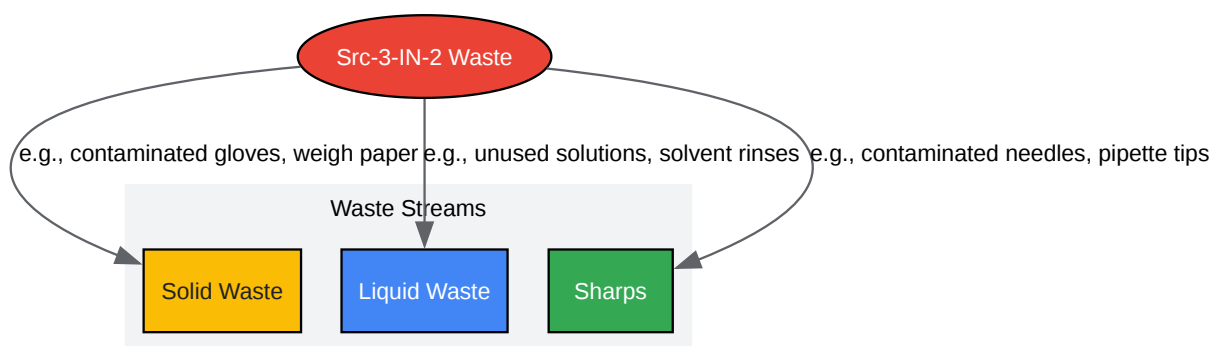 Src-3-IN-2 Waste
e.g., contaminated gloves, weigh paper
e.g., unused solutions, solvent rinses
e.g., contaminated needles, pipette tips
Waste Streams
Solid Waste
Liquid Waste
Sharps